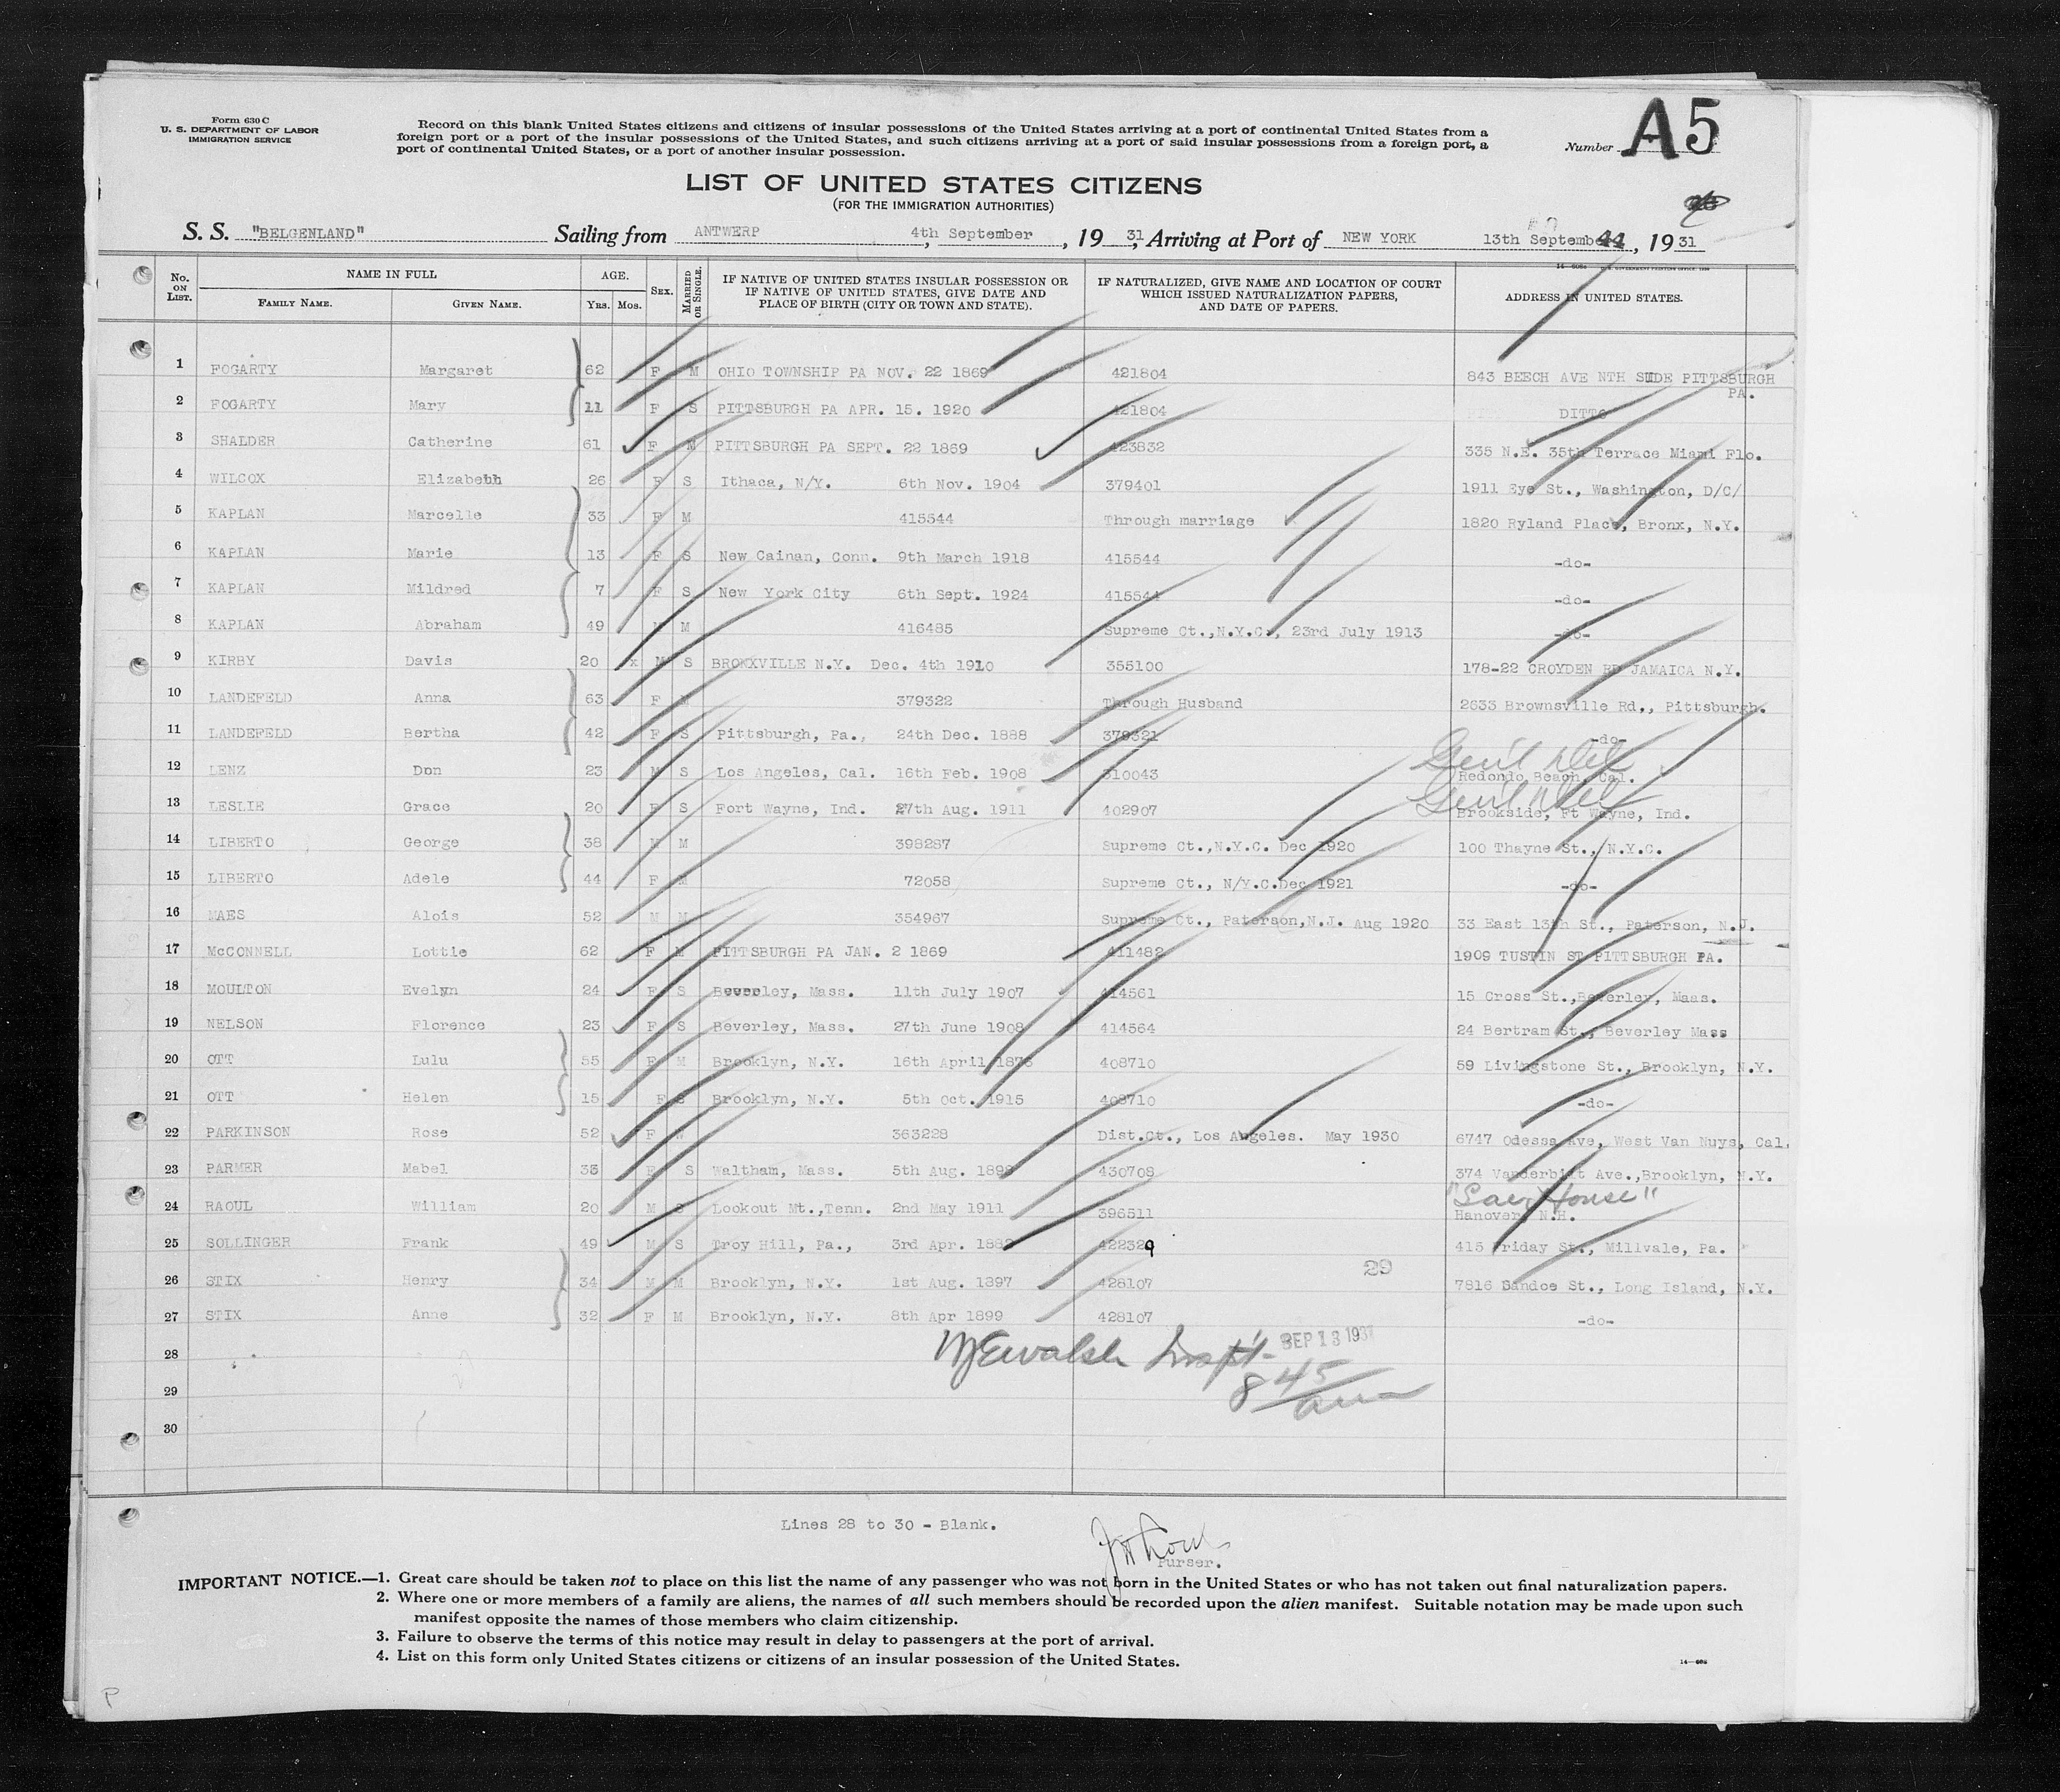 Form 630 C
U. S. DEPARTMENT OF LABOR
IMMIGRATION SERVICE
Record on this blank United States citizens and citizens of insular possessions of the United States arriving at a port of continental United States from a
foreign port or a port of the insular possessions of the United States, and such citizens arriving at a port of said insular possessions from a foreign port, a
port of continental United States, or a port of another insular possession.
Number A5
LIST OF UNITED STATES CITIZENS
(FOR THE IMMIGRATION AUTHORITIES)
S. S. "BELGENLAND" Sailing from ANTWERP 4th September, 1931, Arriving at Port of NEW YORK 13th September 44, 1931
No. ON LIST. NAME IN FULL FAMILY NAME. GIVEN NAME. AGE. Yrs. Mos. SEX. MARRIED OR SINGLE. IF NATIVE OF UNITED STATES INSULAR POSSESSION OR IF NATIVE OF UNITED STATES, GIVE DATE AND PLACE OF BIRTH (CITY OR TOWN AND STATE). IF NATURALIZED, GIVE NAME AND LOCATION OF COURT WHICH ISSUED NATURALIZATION PAPERS, AND DATE OF PAPERS. ADDRESS IN UNITED STATES.
1 FOGARTY Margaret 62 F M OHIO TOWNSHIP PA NOV. 22 1869 421804 843 BEECH AVE NTH SIDE PITTSBURGH PA.
2 FOGARTY Mary 11 F S PITTSBURGH PA APR. 15. 1920 421804 DITTO
3 SHALDER Catherine 61 F M PITTSBURGH PA SEPT. 22 1869 423832 335 N.E. 35th Terrace Miami Flo.
4 WILCOX Elizabeth 26 F S Ithaca, N/Y. 6th Nov. 1904 379401 1911 Eye St., Washington, D/C/
5 KAPLAN Marcelle 33 F M 415544 Through marriage 1820 Ryland Place, Bronx, N.Y.
6 KAPLAN Marie 13 F S New Cainan, Conn. 9th March 1918 415544 -do-
7 KAPLAN Mildred 7 F S New York City 6th Sept. 1924 415544 -do-
8 KAPLAN Abraham 49 M M 416485 Supreme Ct.,N.Y.C., 23rd July 1913 -do-
9 KIRBY Davis 20 x M S BRONXVILLE N.Y. Dec. 4th 1910 355100 178-22 CROYDEN RD JAMAICA N.Y.
10 LANDEFELD Anna 63 F M 379322 Through Husband 2635 Brownsville Rd,, Pittsburgh.
11 LANDEFELD Bertha 42 F S Pittsburgh, Pa., 24th Dec. 1888 379321 -do-
12 LENZ Don 23 M S Los Angeles, Cal. 16th Feb. 1908 310043 Gen'l Del Redondo Beach, Cal.
13 LESLIE Grace 20 F S Fort Wayne, Ind. 27th Aug. 1911 402907 Gen'l Del Brookside, Ft Wayne, Ind.
14 LIBERTO George 38 M M 398287 Supreme Ct.,N.Y.C. Dec 1920 100 Thayne St., N.Y.C.
15 LIBERTO Adele 44 F M 72058 Supreme Ct., N/Y.C.Dec 1921 -do-
16 MAES Alois 52 M M 354967 Supreme Ct., Paterson,N.J. Aug 1920 33 East 13th St., Paterson, N.J.
17 McCONNELL Lottie 62 F M PITTSBURGH PA JAN. 2 1869 411482 1909 TUSTIN ST PITTSBURGH PA.
18 MOULTON Evelyn 24 F S Beverley, Mass. 11th July 1907 414561 15 Cross St.,Beverley, Mass.
19 NELSON Florence 23 F S Beverley, Mass. 27th June 1908 414564 24 Bertram St., Beverley Mass
20 OTT Lulu 55 F M Brooklyn, N.Y. 16th April 1876 408710 59 Livingstone St., Brooklyn, N.Y.
21 OTT Helen 15 F S Brooklyn, N.Y. 5th Oct. 1915 408710 -do-
22 PARKINSON Rose 52 F W 363228 Dist.Ct., Los Angeles. May 1930 6747 Odessa Ave, West Van Nuys, Cal.
23 PARMER Mabel 35 F S Waltham, Mass. 5th Aug. 1898 430708 374 Vanderbilt Ave.,Brooklyn, N.Y.
24 RAOUL William 20 M S Lookout Mt.,Tenn. 2nd May 1911 396511 House" Hanover, N.H.
25 SOLLINGER Frank 49 M S Troy Hill, Pa., 3rd Apr. 1882 422329 415 Friday St., Millvale, Pa.
26 STIX Henry 34 M M Brooklyn, N.Y. 1st Aug. 1897 428107 29 7816 Dandoe St., Long Island, N.Y.
27 STIX Anne 32 F M Brooklyn, N.Y. 8th Apr 1899 428107 -do-
28 MEwalsh Insp't- SEP 13 1931
29 8 45/am
30
Lines 28 to 30 - Blank.
Purser.
IMPORTANT NOTICE.—1. Great care should be taken not to place on this list the name of any passenger who was not born in the United States or who has not taken out final naturalization papers.
2. Where one or more members of a family are aliens, the names of all such members should be recorded upon the alien manifest. Suitable notation may be made upon such
manifest opposite the names of those members who claim citizenship.
3. Failure to observe the terms of this notice may result in delay to passengers at the port of arrival.
4. List on this form only United States citizens or citizens of an insular possession of the United States.
P